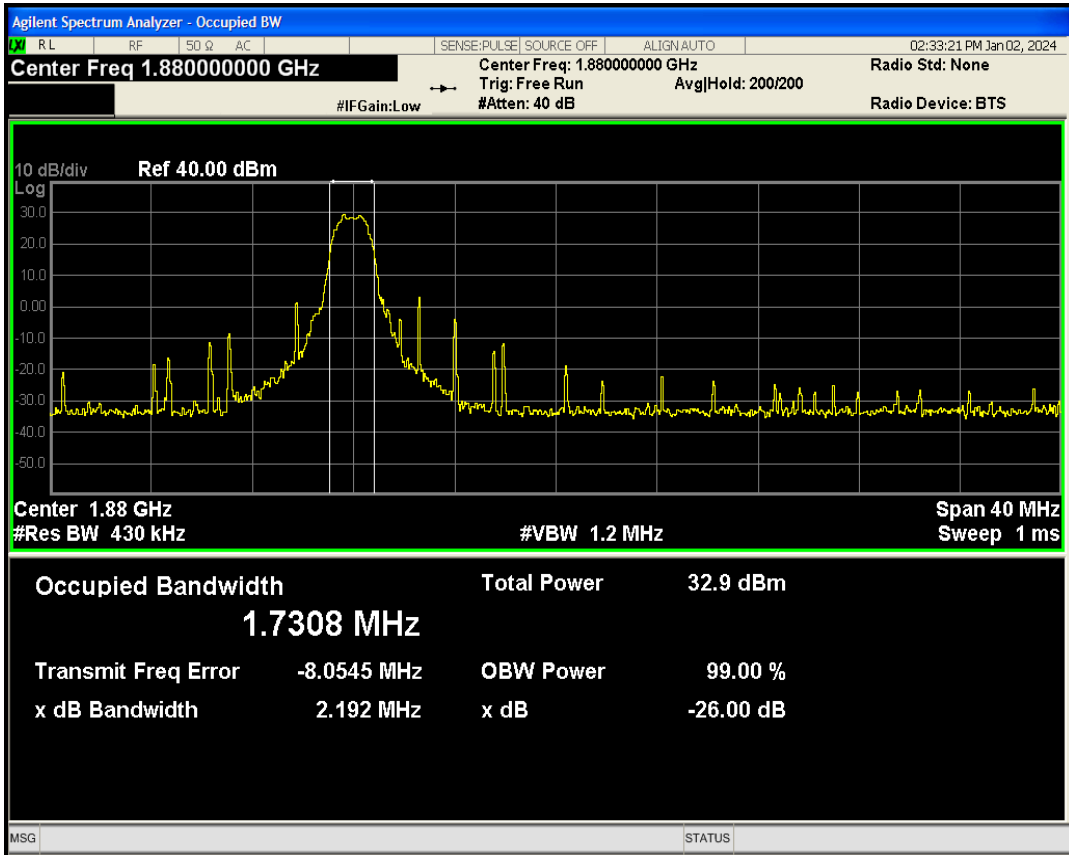 Agilent Spectrum Analyzer - Occupied BW
LXI RL RF 50 Ω AC SENSE:PULSE SOURCE OFF ALIGN AUTO 02:33:21 PM Jan 02, 2024
Center Freq 1.880000000 GHz Center Freq: 1.880000000 GHz Radio Std: None
Trig: Free Run Avg|Hold: 200/200
#IFGain:Low #Atten: 40 dB Radio Device: BTS
10 dB/div Ref 40.00 dBm
Log
30.0
20.0
10.0
0.00
-10.0
-20.0
-30.0
-40.0
-50.0
Center 1.88 GHz Span 40 MHz
#Res BW 430 kHz #VBW 1.2 MHz Sweep 1 ms
Occupied Bandwidth Total Power 32.9 dBm
1.7308 MHz
Transmit Freq Error -8.0545 MHz OBW Power 99.00 %
x dB Bandwidth 2.192 MHz x dB -26.00 dB
MSG STATUS